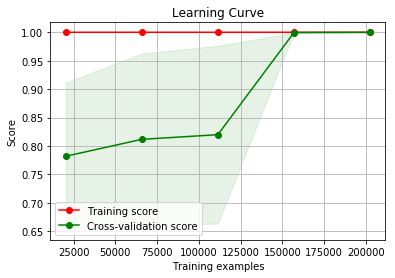 Learning Curve
1.00
0.95
0.90
0.85
0.80
0.75
0.70
0.65
Score
Training score
Cross-validation score
25000 50000 75000 100000 125000 150000 175000 200000
Training examples